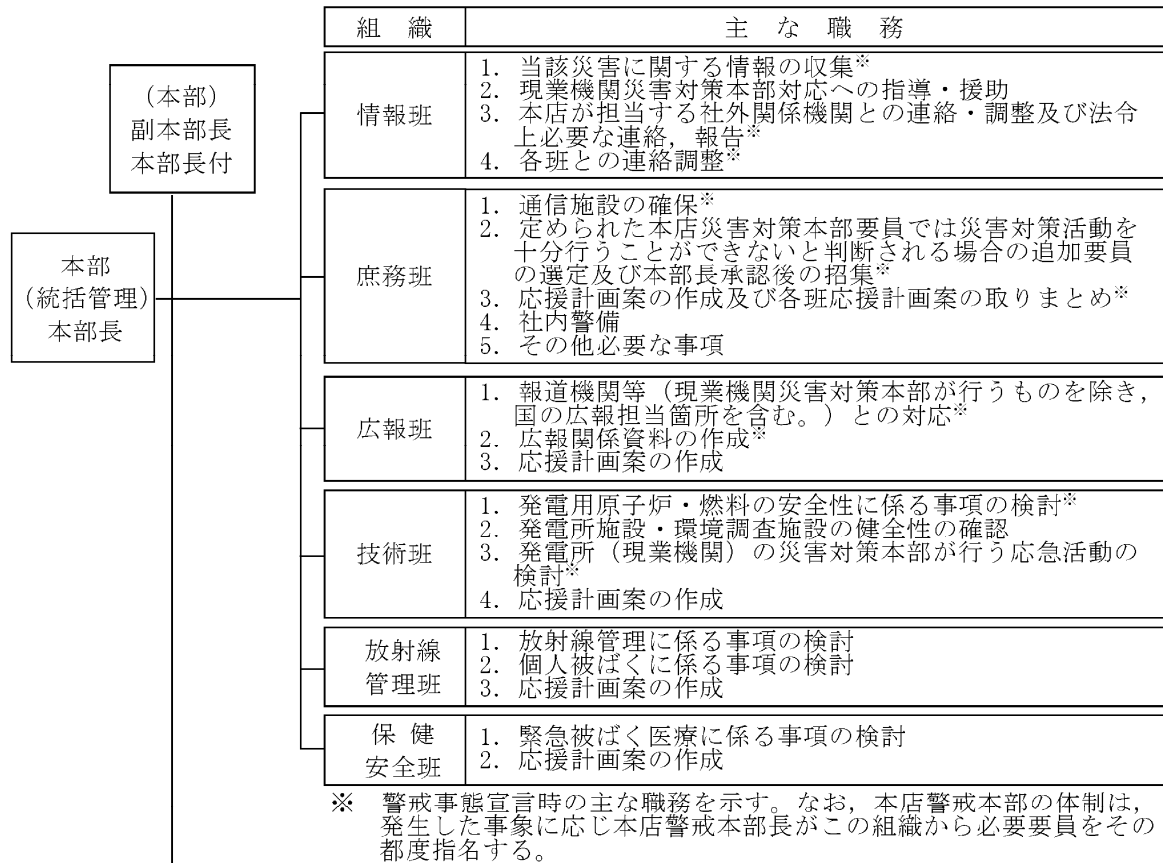 組　織　主　な　職　務
(本部)
副本部長
本部長付
本部
(統括管理)
本部長
情報班
1. 当該災害に関する情報の収集※
2. 現業機関災害対策本部対応への指導・援助
3. 本店が担当する社外関係機関との連絡・調整及び法令
上必要な連絡，報告※
4. 各班との連絡調整※
庶務班
1. 通信施設の確保※
2. 定められた本店災害対策本部要員では災害対策活動を
十分行うことができないと判断される場合の追加要員
の選定及び本部長承認後の招集※
3. 応援計画案の作成及び各班応援計画案の取りまとめ※
4. 社内警備
5. その他必要な事項
広報班
1. 報道機関等（現業機関災害対策本部が行うものを除き，
国の広報担当箇所を含む。）との対応※
2. 広報関係資料の作成※
3. 応援計画案の作成
技術班
1. 発電用原子炉・燃料の安全性に係る事項の検討※
2. 発電所施設・環境調査施設の健全性の確認
3. 発電所（現業機関）の災害対策本部が行う応急活動の
検討※
4. 応援計画案の作成
放射線
管理班
1. 放射線管理に係る事項の検討
2. 個人被ばくに係る事項の検討
3. 応援計画案の作成
保 健
安全班
1. 緊急被ばく医療に係る事項の検討
2. 応援計画案の作成
※　警戒事態宣言時の主な職務を示す。なお，本店警戒本部の体制は，
発生した事象に応じ本店警戒本部長がこの組織から必要要員をその
都度指名する。